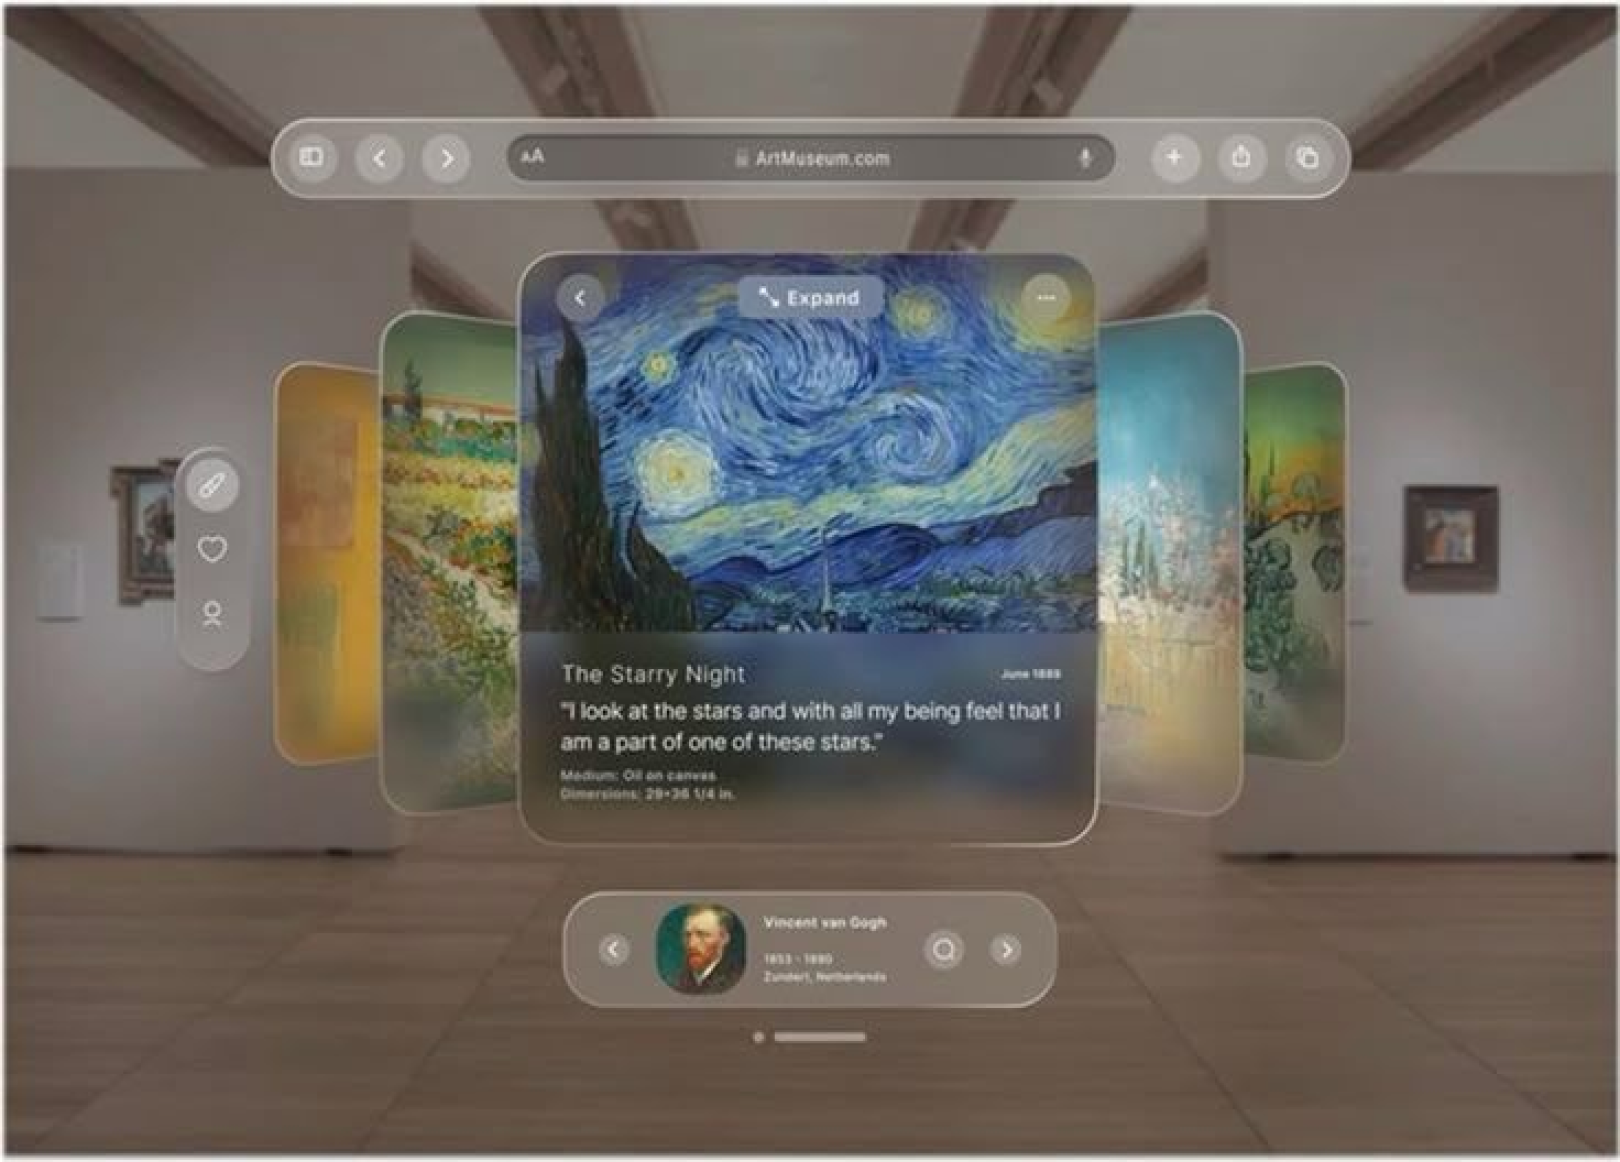 AA
ArtMuseum.com
Expand
The Starry Night
June 1889
"I look at the stars and with all my being feel that I
am a part of one of these stars."
Medium: Oil on canvas
Dimensions: 29×36 1/4 in.
Vincent van Gogh
1853 - 1890
Zundert, Netherlands